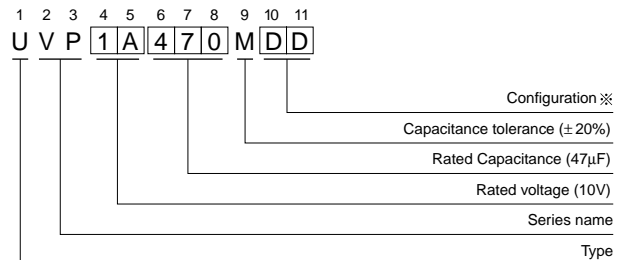 1 2 3 4 5 6 7 8 9 10 11
U V P 1 A 4 7 0 M D D
Configuration ※
Capacitance tolerance (±20%)
Rated Capacitance (47µF)
Rated voltage (10V)
Series name
Type